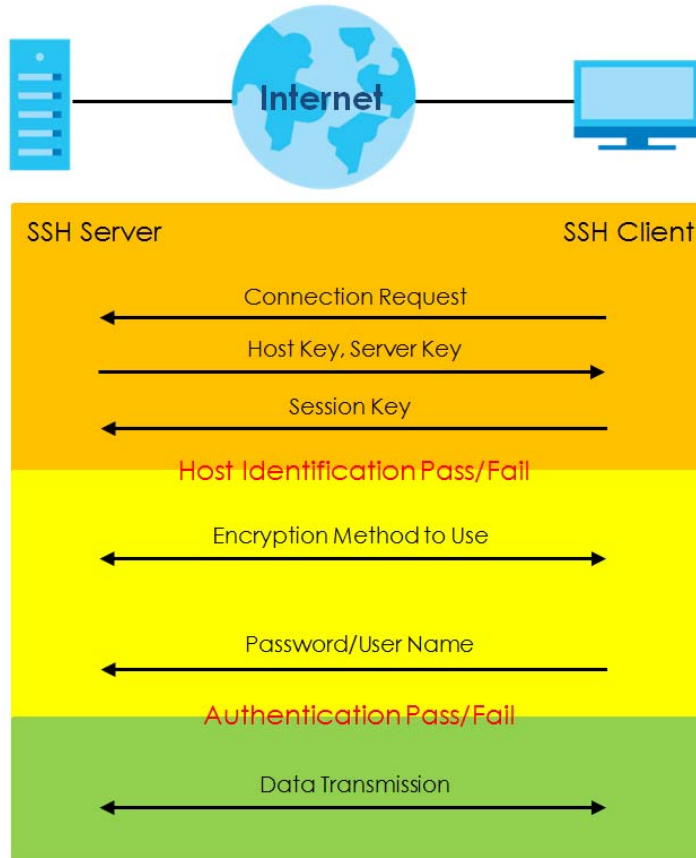 Internet
SSH Server
SSH Client
Connection Request
Host Key, Server Key
Session Key
Host Identification Pass/Fail
Encryption Method to Use
Password/User Name
Authentication Pass/Fail
Data Transmission